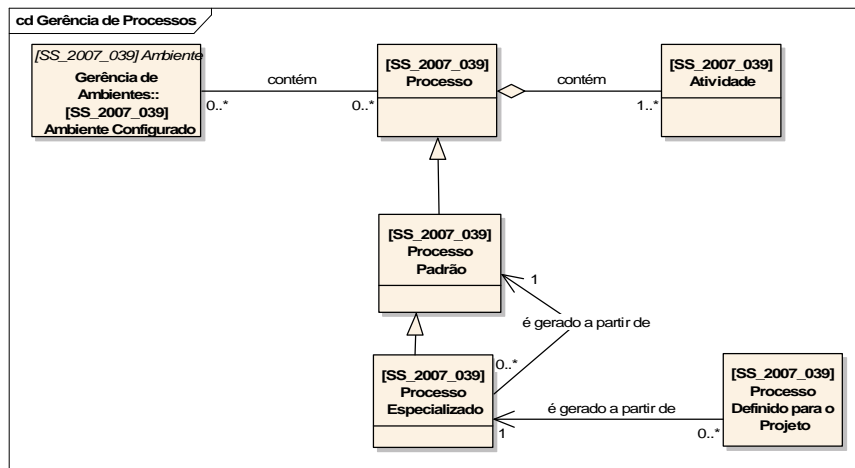 cd Gerência de Processos
[SS_2007_039] Ambiente
Gerência de
Ambientes::
[SS_2007_039]
Ambiente Configurado
contém
0..*
0..*
[SS_2007_039]
Processo
contém
1..*
[SS_2007_039]
Atividade
[SS_2007_039]
Processo
Padrão
1
é gerado a partir de
0..*
[SS_2007_039]
Processo
Especializado
é gerado a partir de
1
0..*
[SS_2007_039]
Processo
Definido para o
Projeto